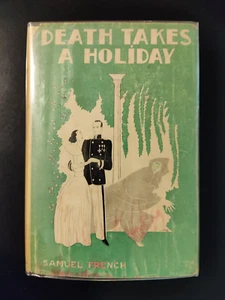 DEATH TAKES
A HOLIDAY
SAMUEL FRENCH